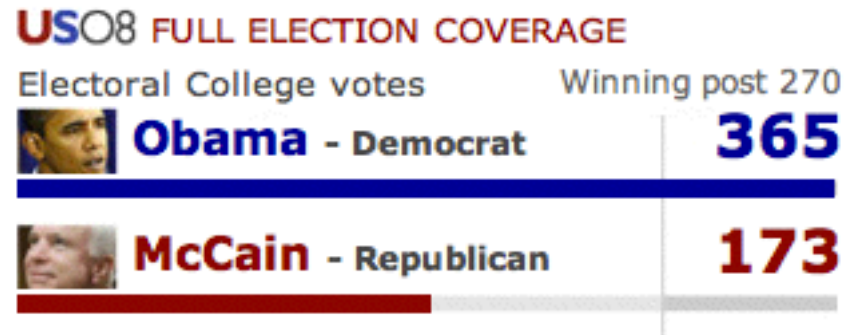 US08 FULL ELECTION COVERAGE
Electoral College votes Winning post 270
Obama - Democrat 365
McCain - Republican 173